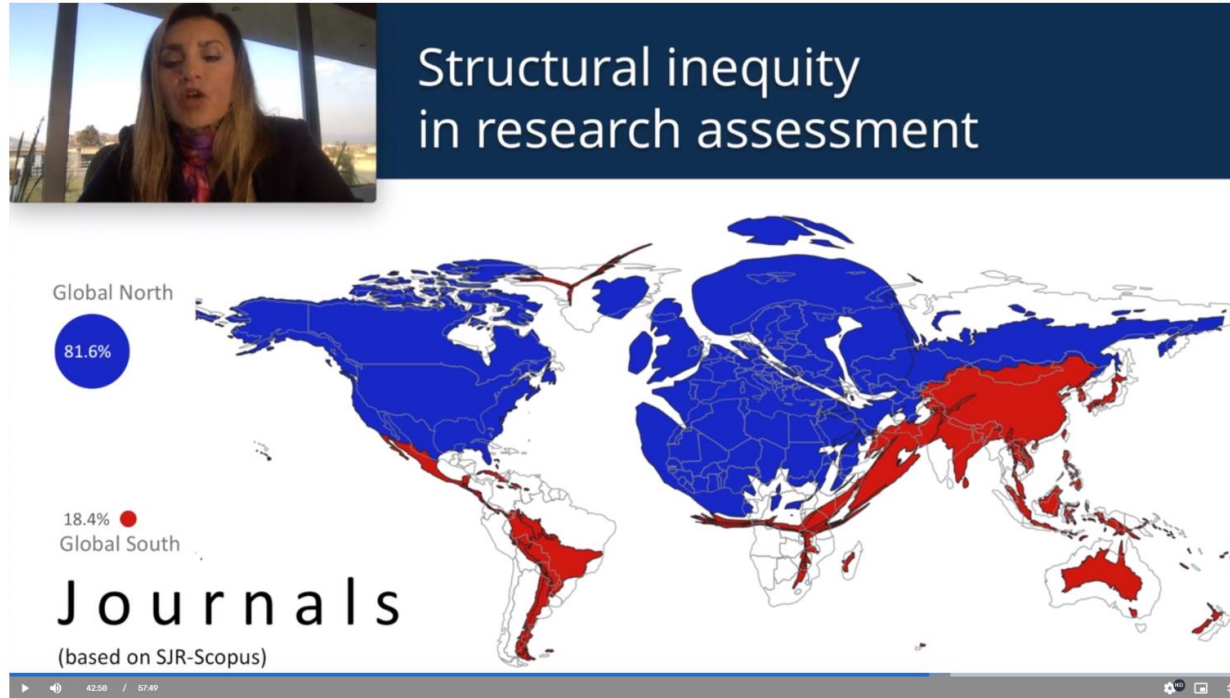 Structural inequity
in research assessment
Global North
81.6%
18.4%
Global South
Journals
(based on SJR-Scopus)
42:58 / 57:49
HD